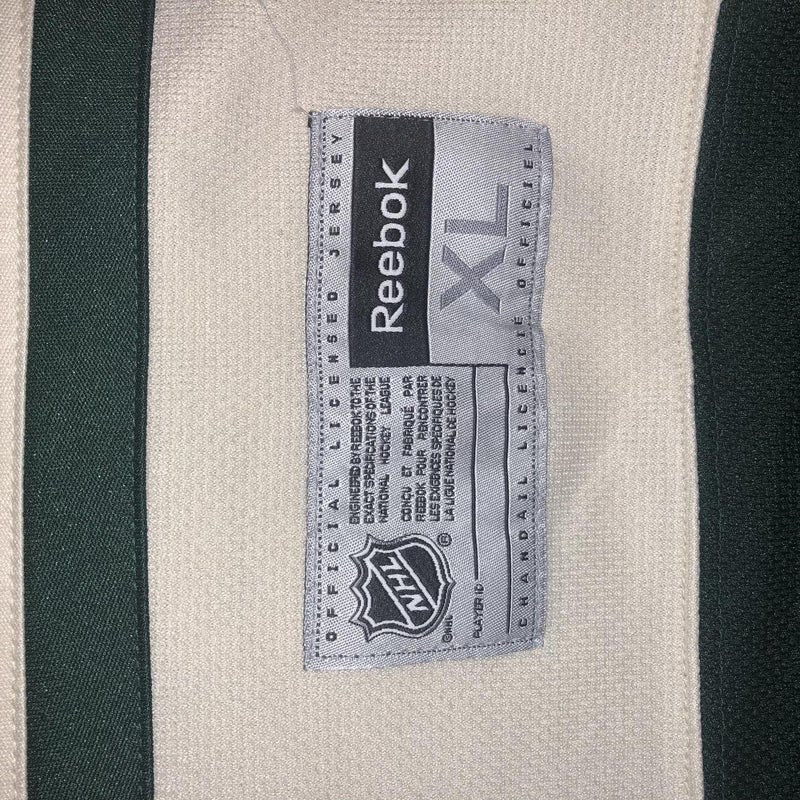 OFFICIAL LICENSED JERSEY
Reebok
XL
ENGINEERED BY REEBOK TO THE
EXACT SPECIFICATIONS OF THE
NATIONAL HOCKEY LEAGUE
CONÇU ET FABRIQUÉ PAR
REEBOK POUR RENCONTRER
LES EXIGENCES SPÉCIFIQUES DE
LA LIGUE NATIONALE DE HOCKEY
NHL
®
©NHL
PLAYER ID
CHANDAIL LICENCIÉ OFFICIEL